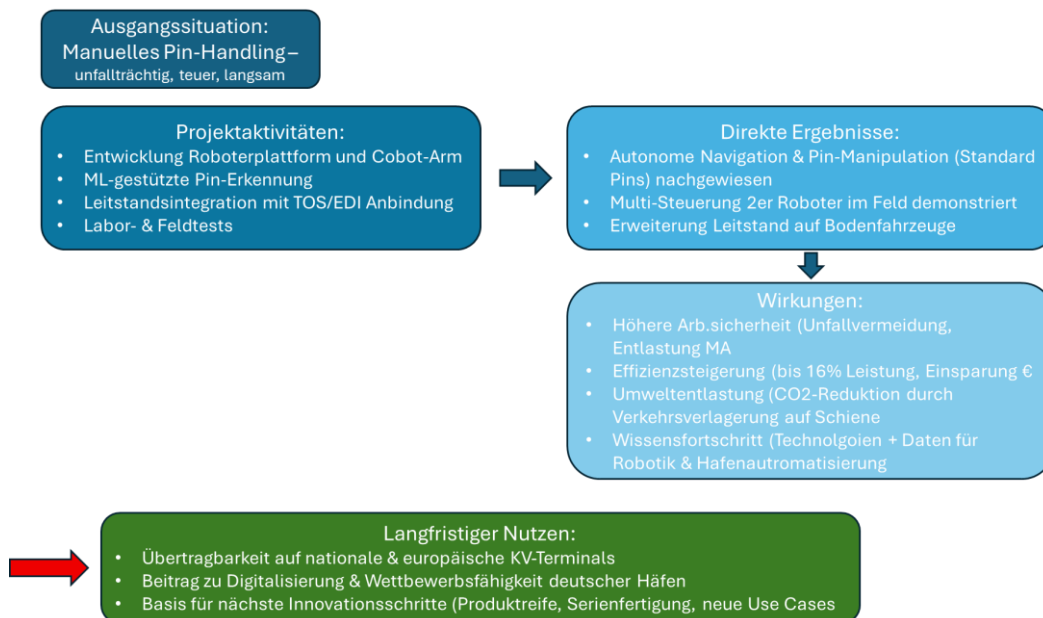 Ausgangssituation:
Manuelles Pin-Handling –
unfallträchtig, teuer, langsam
Projektaktivitäten:
• Entwicklung Roboterplattform und Cobot-Arm
• ML-gestützte Pin-Erkennung
• Leitstandsintegration mit TOS/EDI Anbindung
• Labor- & Feldtests
Direkte Ergebnisse:
• Autonome Navigation & Pin-Manipulation (Standard
Pins) nachgewiesen
• Multi-Steuerung 2er Roboter im Feld demonstriert
• Erweiterung Leitstand auf Bodenfahrzeuge
Wirkungen:
• Höhere Arb.sicherheit (Unfallvermeidung,
Entlastung MA
• Effizienzsteigerung (bis 16% Leistung, Einsparung €
• Umweltentlastung (CO2-Reduktion durch
Verkehrsverlagerung auf Schiene
• Wissensfortschritt (Technolgoien + Daten für
Robotik & Hafenautromatisierung
Langfristiger Nutzen:
• Übertragbarkeit auf nationale & europäische KV-Terminals
• Beitrag zu Digitalisierung & Wettbewerbsfähigkeit deutscher Häfen
• Basis für nächste Innovationsschritte (Produktreife, Serienfertigung, neue Use Cases